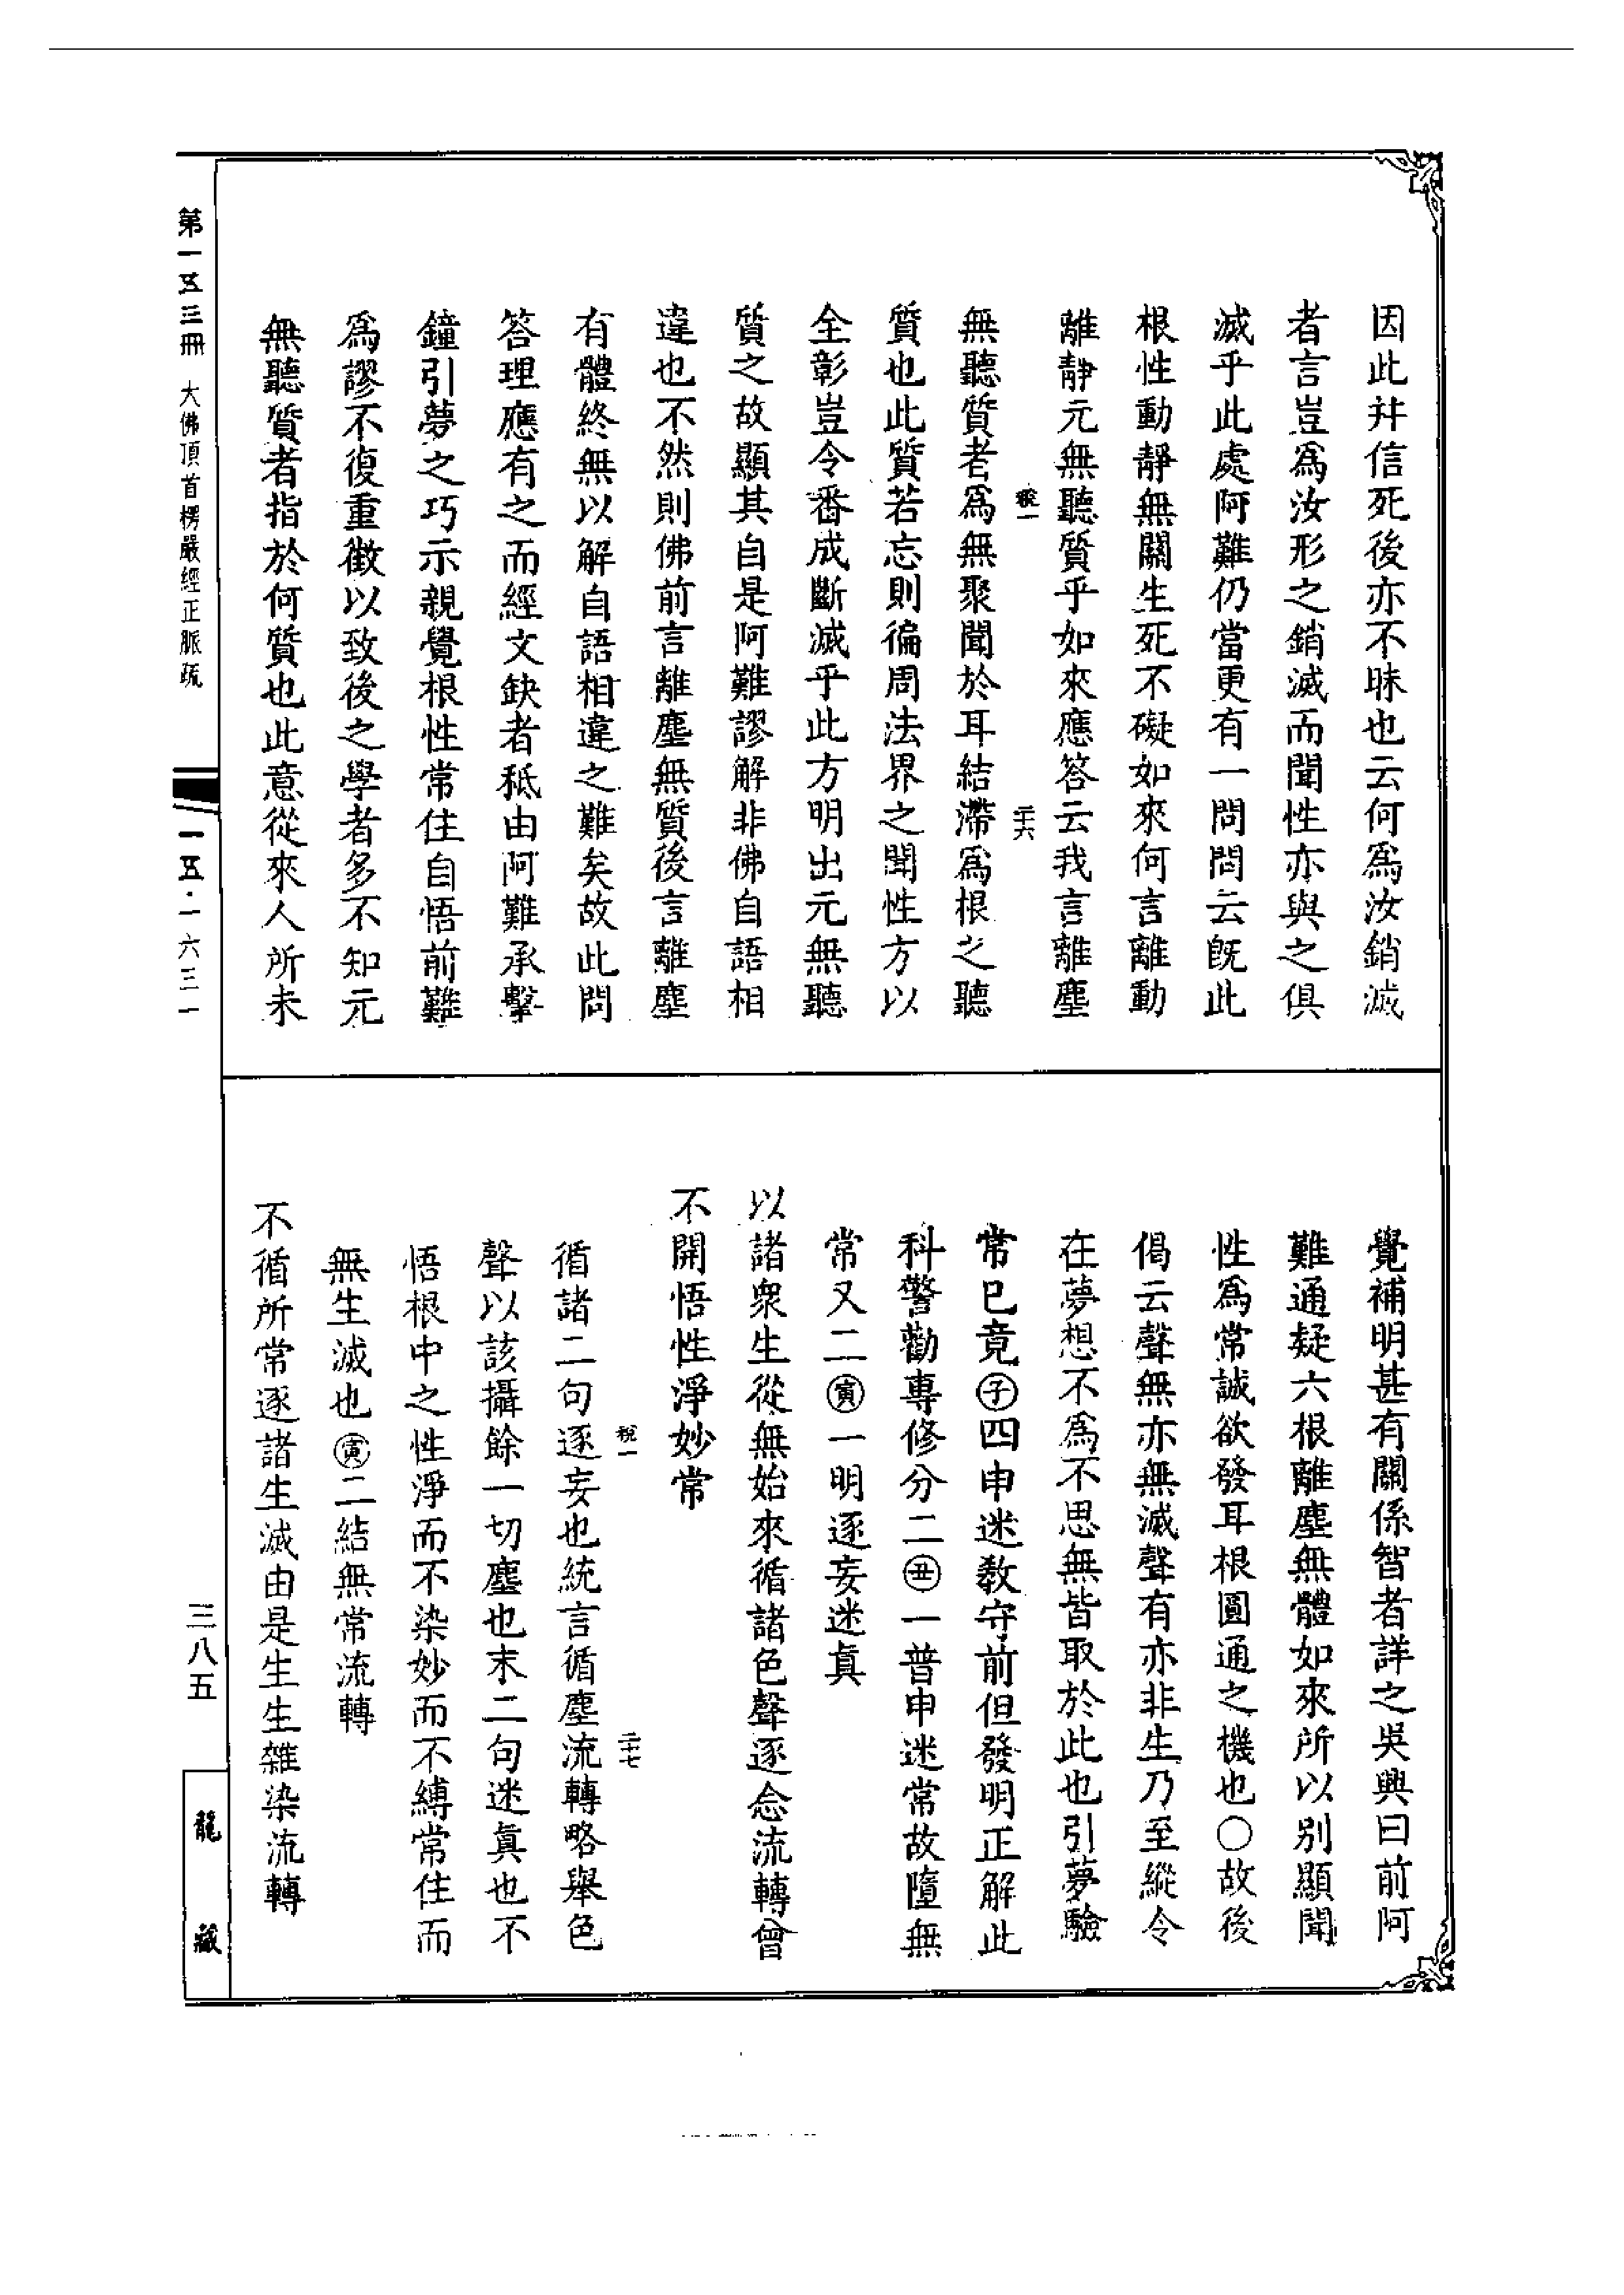 因此并信死後亦不昧也云何爲汝銷滅
者言豈爲汝形之銷滅而聞性亦與之俱
滅乎此處阿難仍當更有一問問云旣此
根性動靜無關生死不礙如來何言離動
離靜元無聽質乎如來應答云我言離塵
稅一 二十六
無聽質者爲無聚聞於耳結滯爲根之聽
質也此質若忘則徧周法界之聞性方以
全彰豈令番成斷滅乎此方明出元無聽
質之故顯其自是阿難謬解非佛自語相
違也不然則佛前言離塵無質後言離塵
有體終無以解自語相違之難矣故此問
答理應有之而經文缺者秪由阿難承擊
鐘引夢之巧示親覺根性常住自悟前難
爲謬不復重徵以致後之學者多不知元
無聽質者指於何質也此意從來人所未
覺補明甚有關係智者詳之吳興曰前阿
難通疑六根離塵無體如來所以別顯聞
性爲常誠欲發耳根圓通之機也〇故後
偈云聲無亦無滅聲有亦非生乃至縱令
在夢想不爲不思無皆取於此也引夢驗
常已竟㊢四申迷教守前但發明正解此
科警勸專修分二㊄一普申迷常故墮無
常又二㊅一明逐妄迷真
以諸衆生從無始來循諸色聲逐念流轉曾
不開悟性淨妙常
稅一 二十七
循諸二句逐妄也統言循塵流轉略舉色
聲以該攝餘一切塵也末二句迷真也不
悟根中之性淨而不染妙而不縛常住而
無生滅也㊅二結無常流轉
不循所常逐諸生滅由是生生雜染流轉
第一五三冊 大佛頂首楞嚴經正脈疏
一五·一六三一
三八五
龍藏